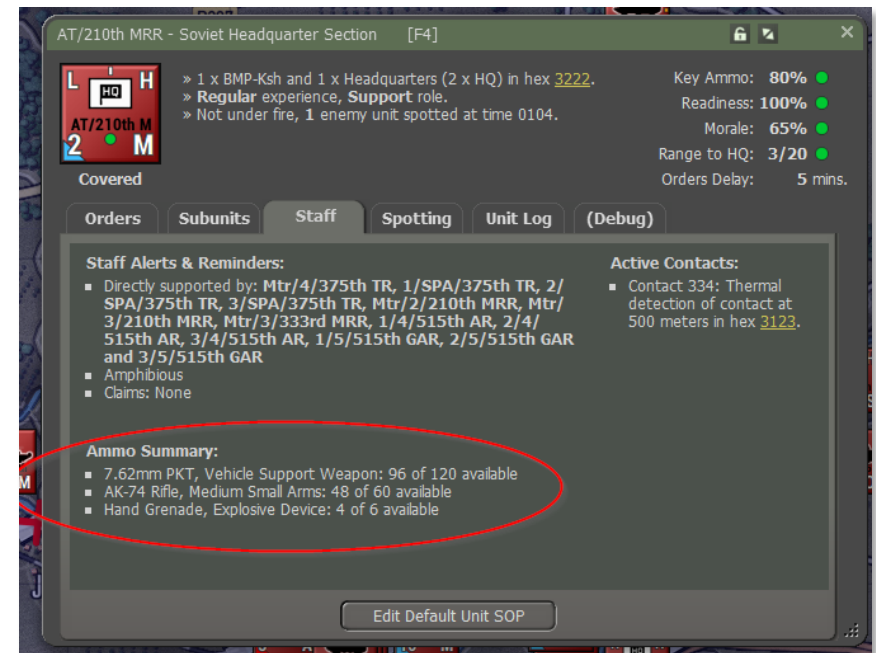 AT/210th MRR - Soviet Headquarter Section [F4]
L H
HQ
AT/210th M
2 M
Covered
» 1 x BMP-Ksh and 1 x Headquarters (2 x HQ) in hex 3222.
» Regular experience, Support role.
» Not under fire, 1 enemy unit spotted at time 0104.
Key Ammo: 80%
Readiness: 100%
Morale: 65%
Range to HQ: 3/20
Orders Delay: 5 mins.
Orders Subunits Staff Spotting Unit Log (Debug)
Staff Alerts & Reminders:
Directly supported by: Mtr/4/375th TR, 1/SPA/375th TR, 2/
SPA/375th TR, 3/SPA/375th TR, Mtr/2/210th MRR, Mtr/
3/210th MRR, Mtr/3/333rd MRR, 1/4/515th AR, 2/4/
515th AR, 3/4/515th AR, 1/5/515th GAR, 2/5/515th GAR
and 3/5/515th GAR
Amphibious
Claims: None
Active Contacts:
Contact 334: Thermal
detection of contact at
500 meters in hex 3123.
Ammo Summary:
7.62mm PKT, Vehicle Support Weapon: 96 of 120 available
AK-74 Rifle, Medium Small Arms: 48 of 60 available
Hand Grenade, Explosive Device: 4 of 6 available
Edit Default Unit SOP